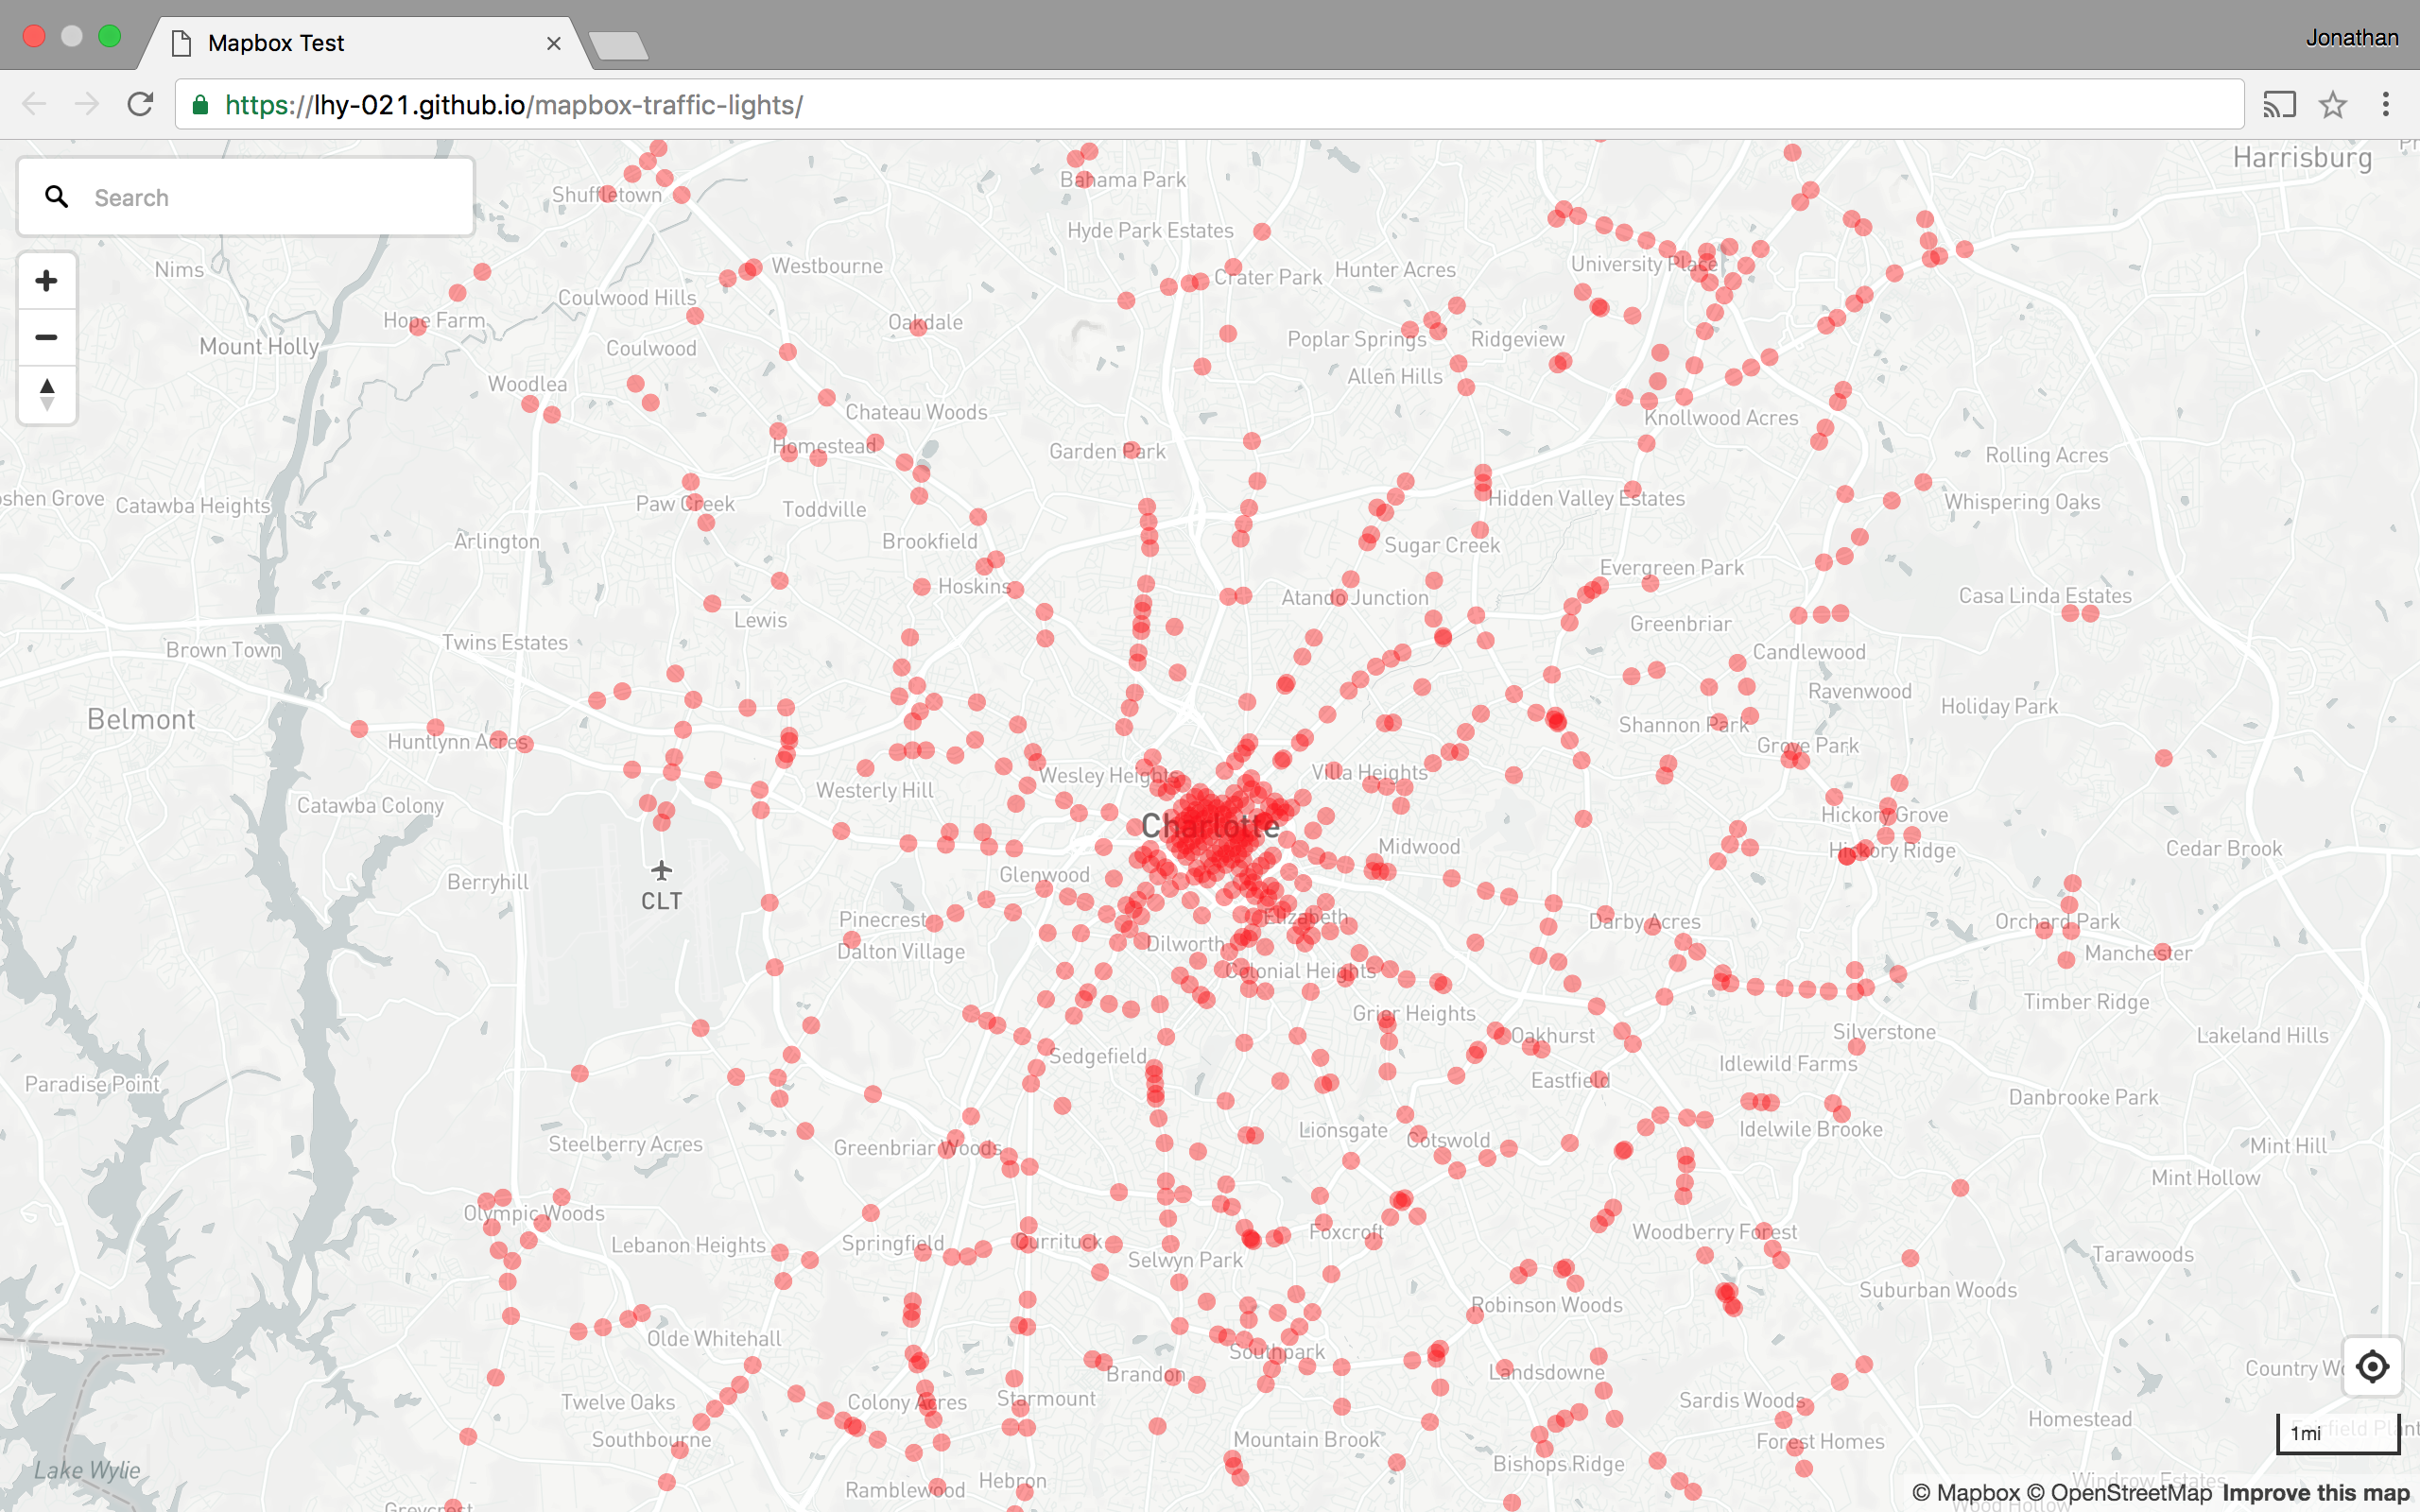 Mapbox Test
Jonathan
https://lhy-021.github.io/mapbox-traffic-lights/
Search
Harrisburg
Shuffletown
Bahama Park
Hyde Park Estates
Nims
Westbourne
Crater Park
Hunter Acres
University Place
Coulwood Hills
Hope Farm
Oakdale
Mount Holly
Coulwood
Poplar Springs
Ridgeview
Woodlea
Allen Hills
Chateau Woods
Knollwood Acres
Homestead
Garden Park
Rolling Acres
shen Grove
Catawba Heights
Paw Creek
Toddville
Hidden Valley Estates
Whispering Oaks
Arlington
Brookfield
Sugar Creek
Evergreen Park
Hoskins
Atando Junction
Casa Linda Estates
Lewis
Greenbriar
Brown Town
Twins Estates
Candlewood
Ravenwood
Belmont
Holiday Park
Huntlynn Acres
Shannon Park
Grove Park
Wesley Heights
Villa Heights
Catawba Colony
Westerly Hill
Hickory Grove
Charlotte
Midwood
Hickory Ridge
Cedar Brook
Berryhill
Glenwood
CLT
Pinecrest
Elizabeth
Darby Acres
Orchard Park
Dalton Village
Dilworth
Manchester
Colonial Heights
Timber Ridge
Grier Heights
Oakhurst
Silverstone
Lakeland Hills
Sedgefield
Idlewild Farms
Paradise Point
Eastfield
Danbrooke Park
Steelberry Acres
Greenbriar Woods
Lionsgate
Cotswold
Idelwile Brooke
Mint Hill
Mint Hollow
Olympic Woods
Lebanon Heights
Springfield
Currituck
Selwyn Park
Foxcroft
Woodberry Forest
Tarawoods
Suburban Woods
Robinson Woods
Olde Whitehall
Southpark
Brandon
Landsdowne
Country Wo
Twelve Oaks
Colony Acres
Starmount
Sardis Woods
Homestead
Southbourne
Mountain Brook
Forest Homes
1mi
Fairfield Plant
Lake Wylie
Bishops Ridge
Ramblewood
Hebron
Windrow Estates
© Mapbox © OpenStreetMap Improve this map
Greycrest
Wood Hollow